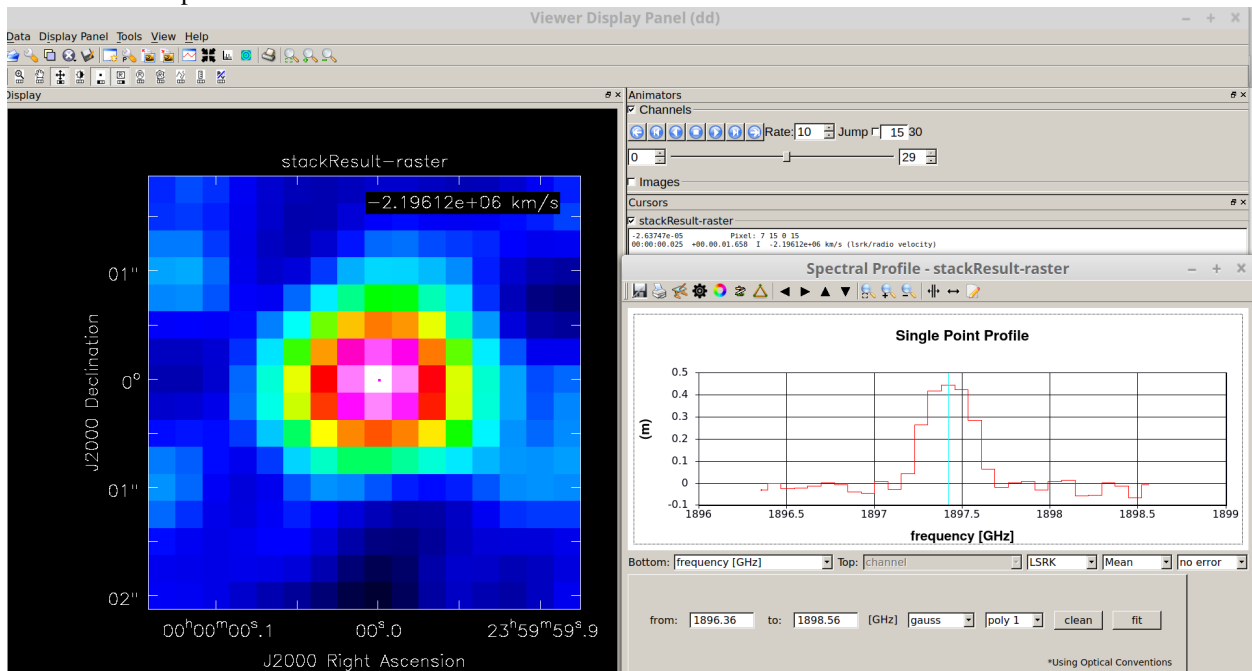 Viewer Display Panel (dd)
Data Display Panel Tools View Help
Display
Animators
Channels
Rate: 10 Jump 15 30
0 29
Images
Cursors
stackResult-raster
-2.63747e-05 Pixel: 7 15 0 15
00:00:00.025 +00.00.01.658 I -2.19612e+06 km/s (lsrk/radio velocity)
stackResult-raster
-2.19612e+06 km/s
01"
0°
01"
02"
J2000 Declination
00h00m00s.1 00s.0 23h59m59s.9
J2000 Right Ascension
Spectral Profile - stackResult-raster
Single Point Profile
0.5
0.4
0.3
0.2
0.1
0
-0.1
(m)
1896 1896.5 1897 1897.5 1898 1898.5 1899
frequency [GHz]
Bottom: frequency [GHz] Top: channel LSRK Mean no error
from: 1896.36 to: 1898.56 [GHz] gauss poly 1 clean fit
*Using Optical Conventions